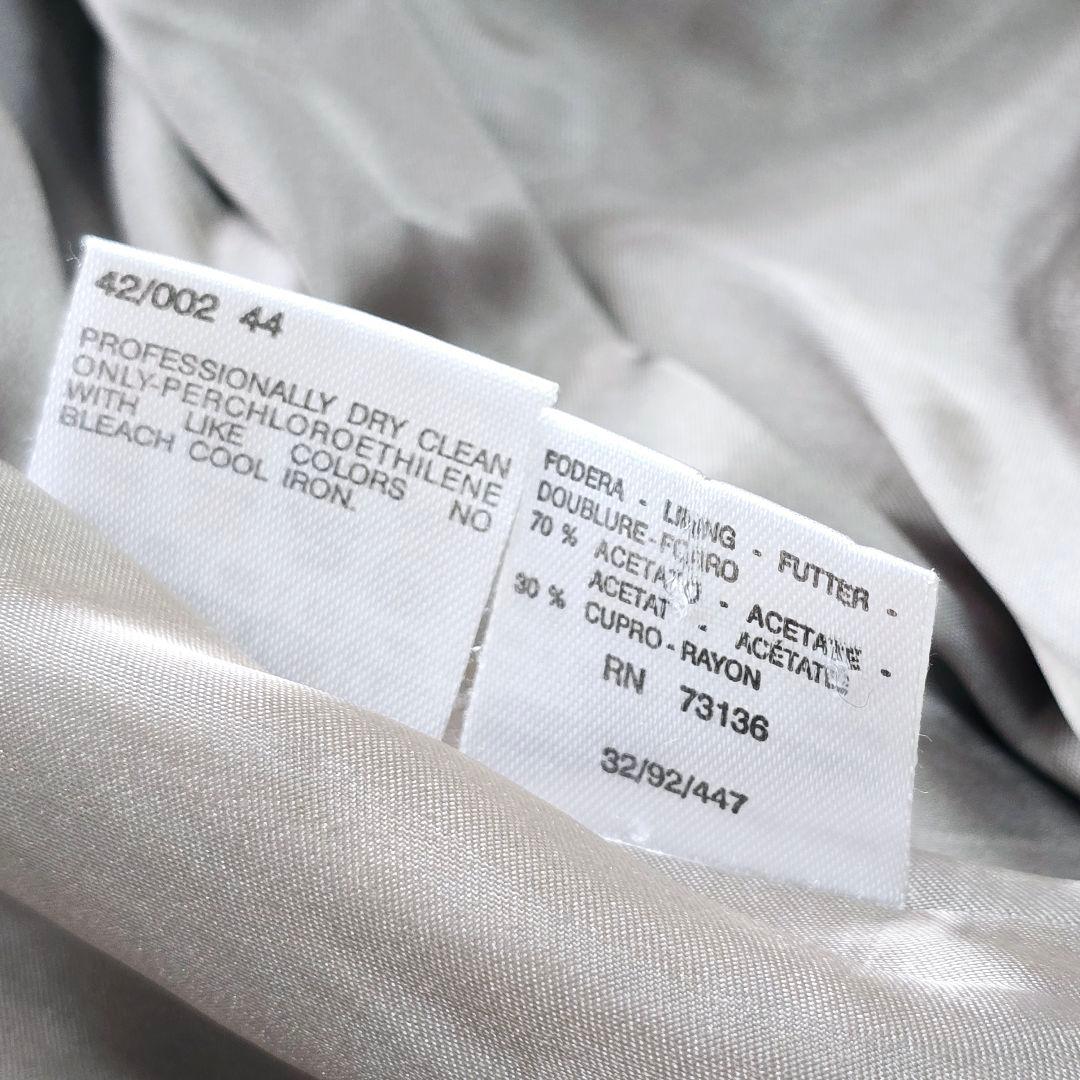 42/002 44
PROFESSIONALLY DRY CLEAN
ONLY-PERCHLOROETHILENE
WITH LIKE COLORS NO
BLEACH COOL IRON.
FODERA - LINING - FUTTER -
DOUBLURE-FORRO
70 % ACETATO - ACETATE -
ACETAT - ACÉTATE
30 % CUPRO-RAYON
RN 73136
32/92/447